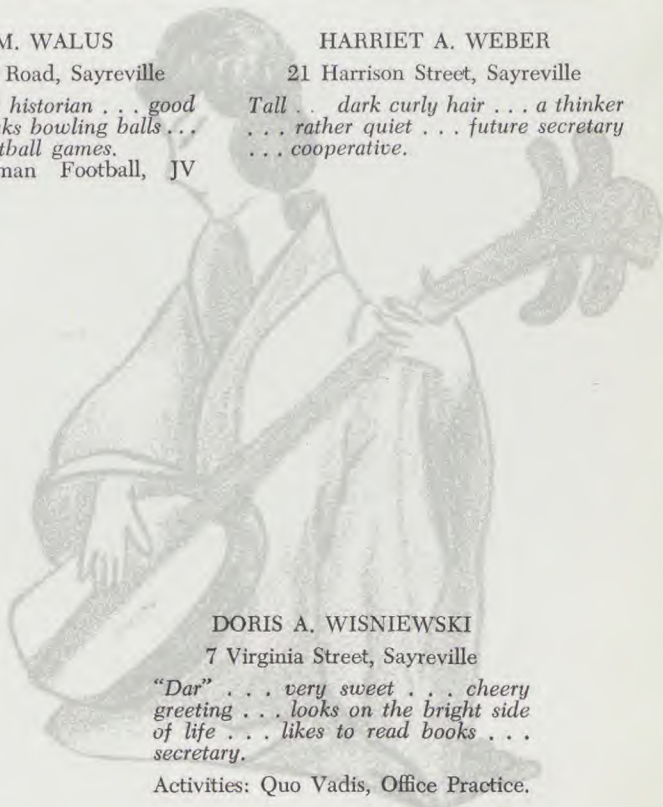 M. WALUS
Road, Sayreville
historian . . . good
ks bowling balls . . .
tball games.
man Football, JV
HARRIET A. WEBER
21 Harrison Street, Sayreville
Tall . . dark curly hair . . . a thinker
. . . rather quiet . . . future secretary
. . . cooperative.
DORIS A. WISNIEWSKI
7 Virginia Street, Sayreville
"Dar" . . . very sweet . . . cheery
greeting . . . looks on the bright side
of life . . . likes to read books . . .
secretary.
Activities: Quo Vadis, Office Practice.